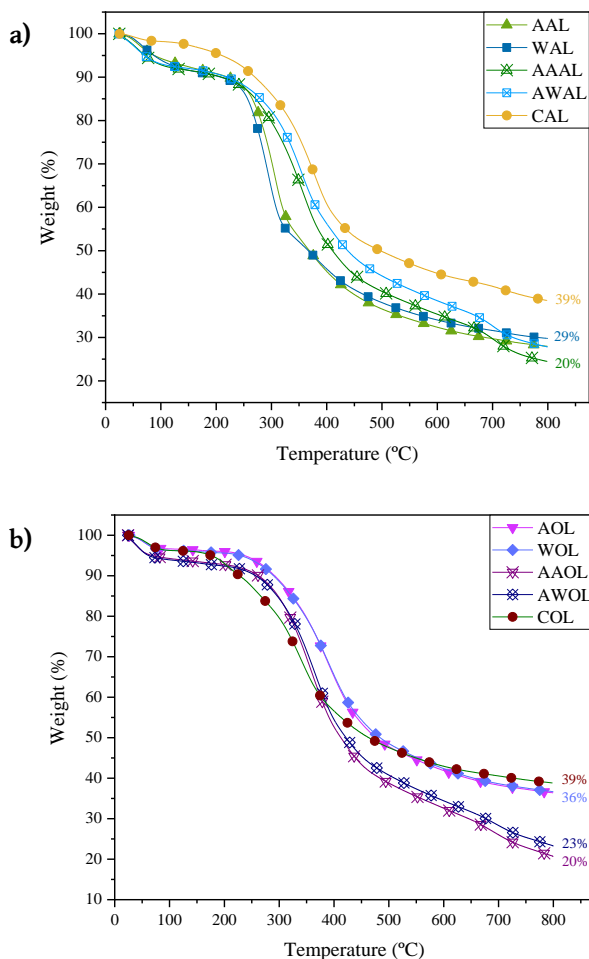 a)
AAL
WAL
AAAL
AWAL
CAL
Weight (%)
100
90
80
70
60
50
40
30
20
39%
29%
20%
0 100 200 300 400 500 600 700 800
Temperature (ºC)
b)
AOL
WOL
AAOL
AWOL
COL
Weight (%)
100
90
80
70
60
50
40
30
20
10
39%
36%
23%
20%
0 100 200 300 400 500 600 700 800
Temperature (ºC)